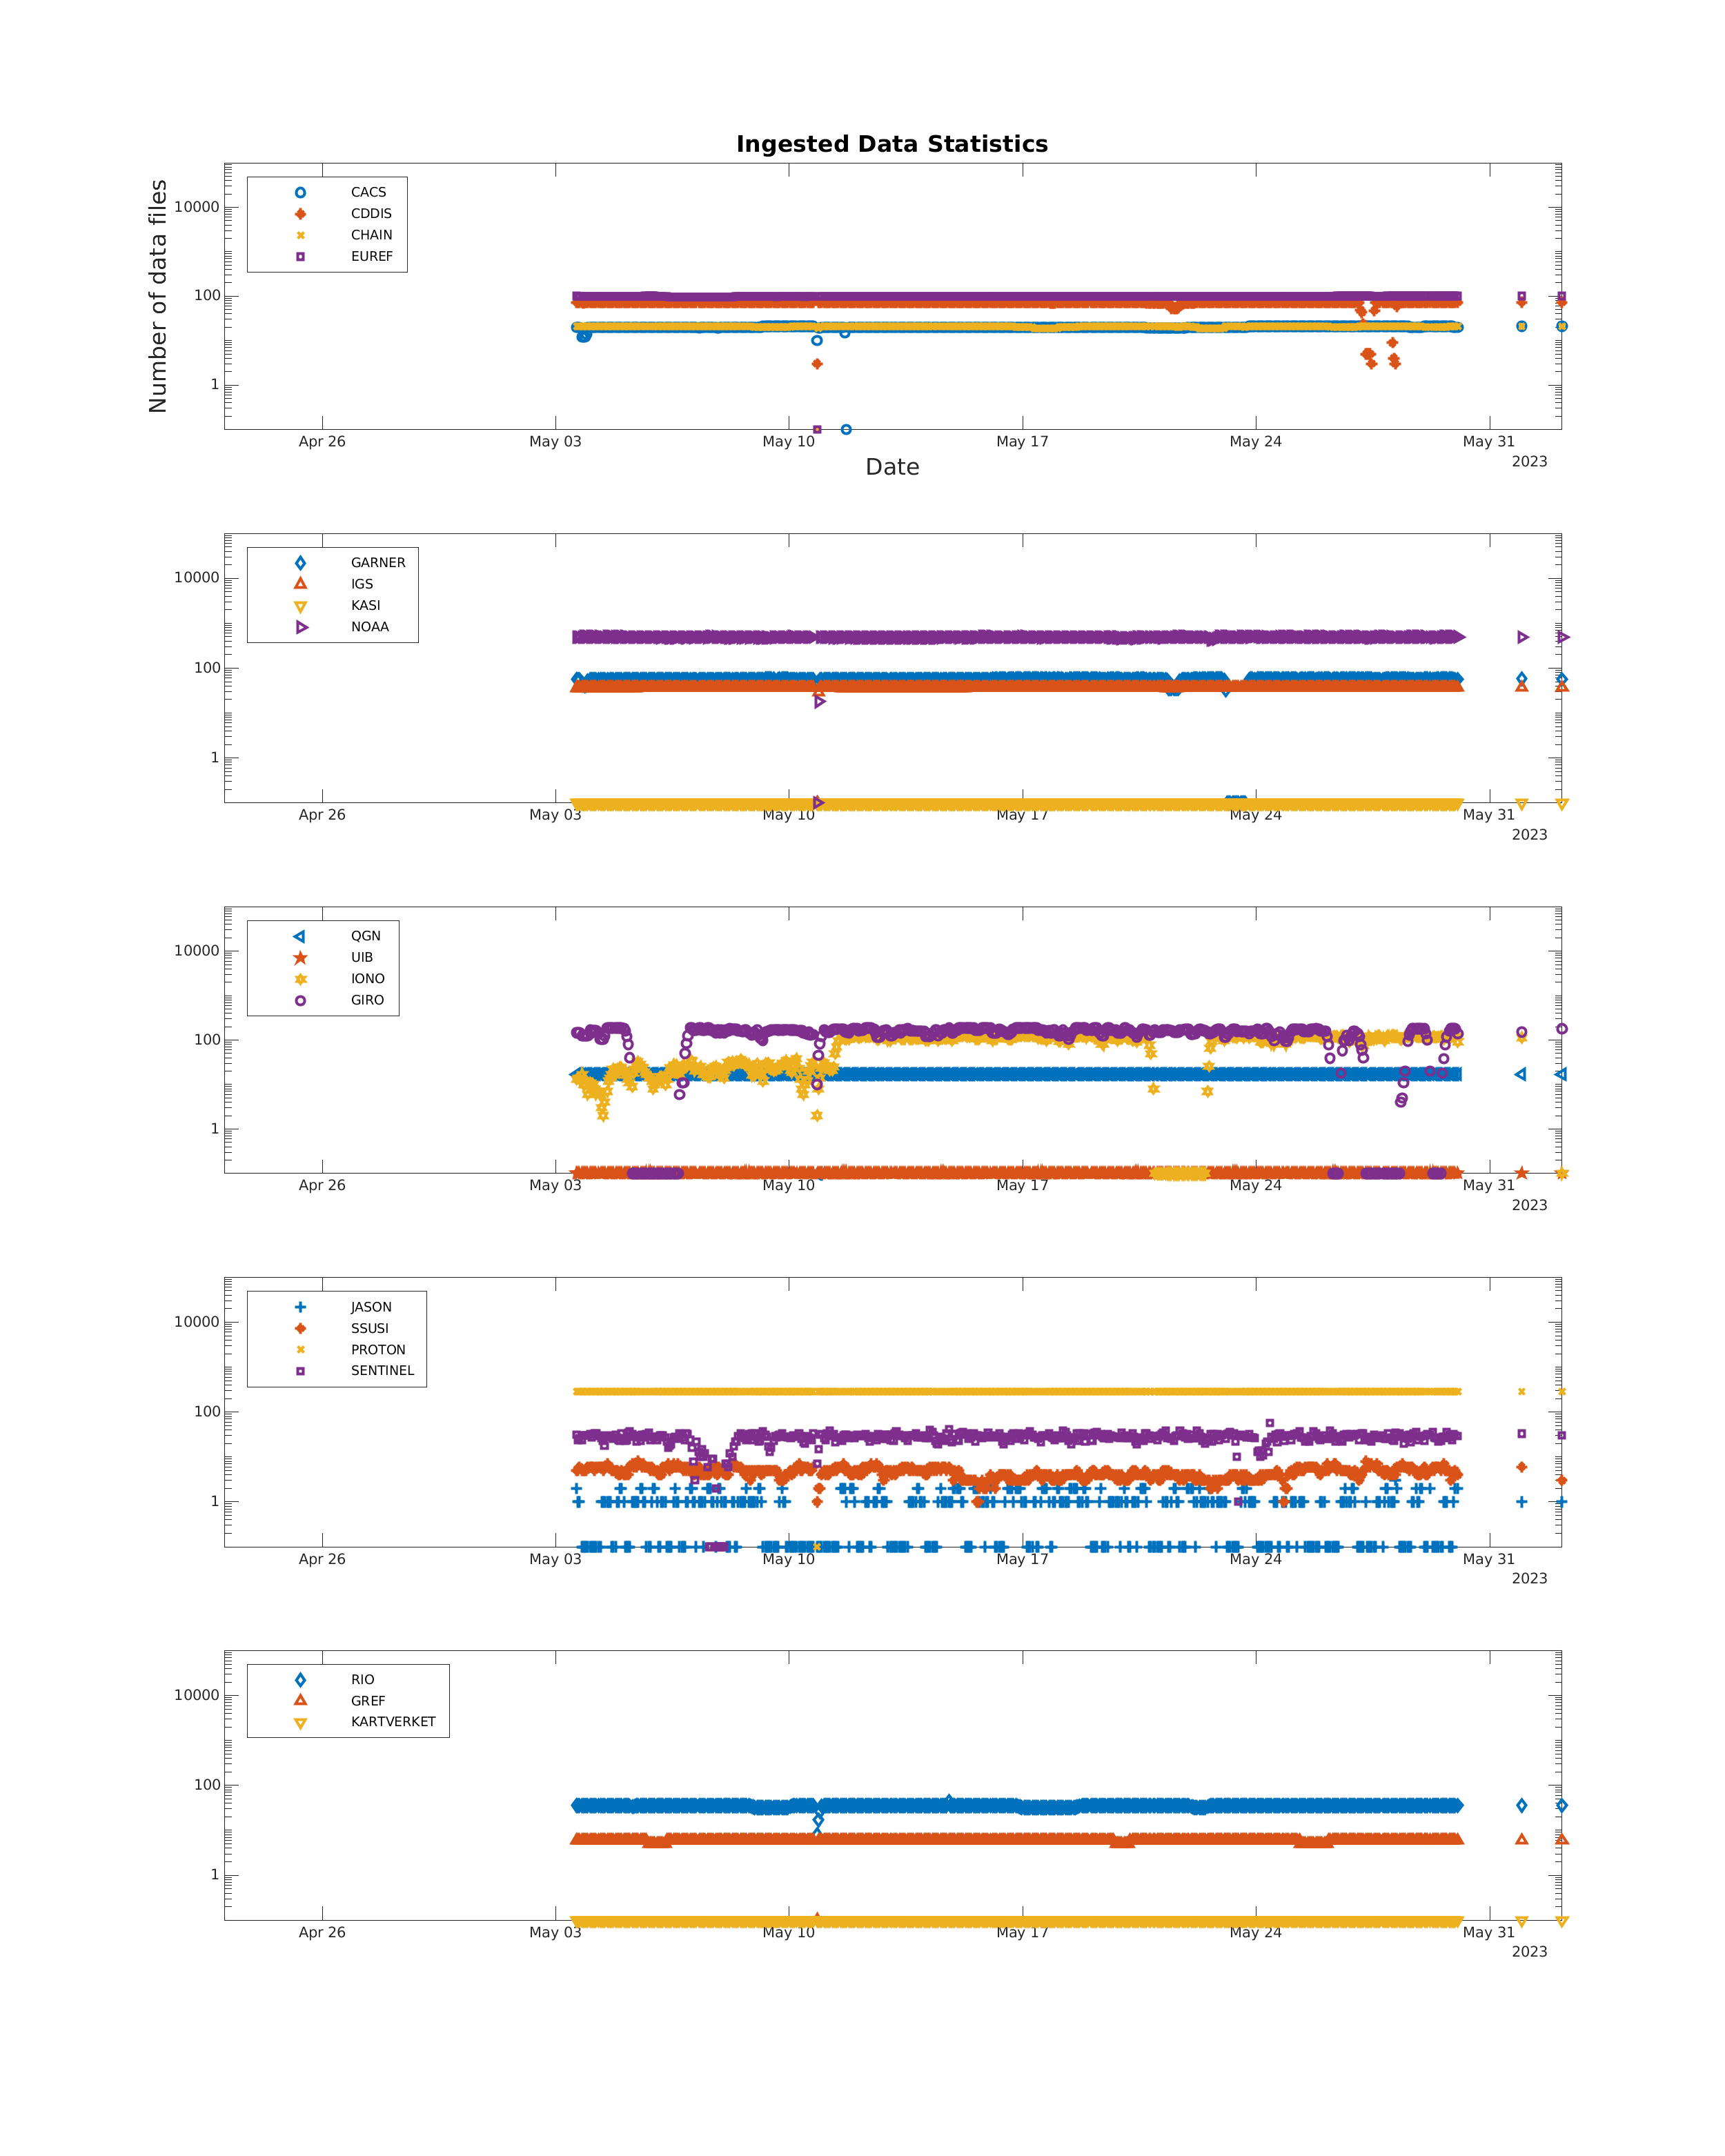 Ingested Data Statistics
Number of data files
10000
100
1
CACS
CDDIS
CHAIN
EUREF
Apr 26 May 03 May 10 May 17 May 24 May 31
2023
Date
10000
100
1
GARNER
IGS
KASI
NOAA
Apr 26 May 03 May 10 May 17 May 24 May 31
2023
10000
100
1
QGN
UIB
IONO
GIRO
Apr 26 May 03 May 10 May 17 May 24 May 31
2023
10000
100
1
JASON
SSUSI
PROTON
SENTINEL
Apr 26 May 03 May 10 May 17 May 24 May 31
2023
10000
100
1
RIO
GREF
KARTVERKET
Apr 26 May 03 May 10 May 17 May 24 May 31
2023